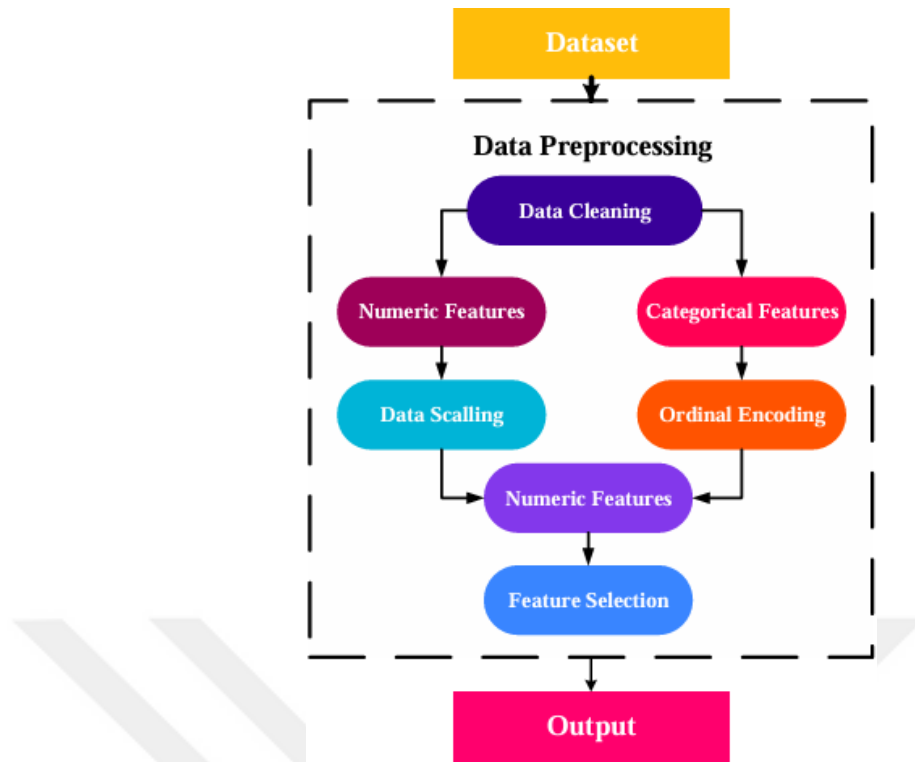 Dataset
Data Preprocessing
Data Cleaning
Numeric Features
Categorical Features
Data Scalling
Ordinal Encoding
Numeric Features
Feature Selection
Output